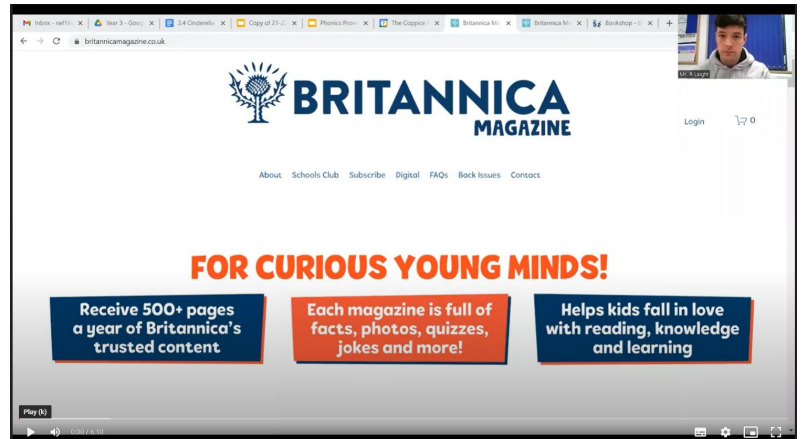 Inbox - rwl
Year 3 - Goog
3.4 Cinderella
Copy of 21-2
Phonics Prov
The Coppice
Britannica Ma
Britannica Ma
Bookshop - B
britannicamagazine.co.uk
Mr. R Laight
BRITANNICA
MAGAZINE
Login
0
About Schools Club Subscribe Digital FAQs Back Issues Contact
FOR CURIOUS YOUNG MINDS!
Receive 500+ pages
a year of Britannica's
trusted content
Each magazine is full of
facts, photos, quizzes,
jokes and more!
Helps kids fall in love
with reading, knowledge
and learning
Play (k)
0:00 / 6:10